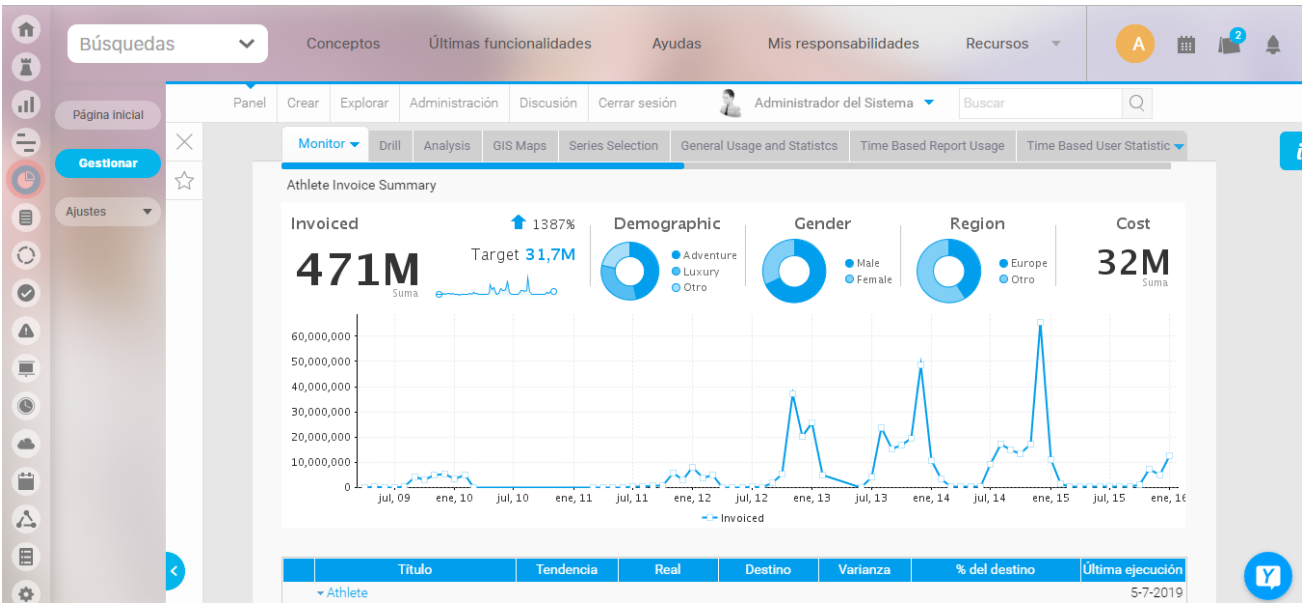 Búsquedas
Conceptos
Últimas funcionalidades
Ayudas
Mis responsabilidades
Recursos
A
2
Página inicial
Gestionar
Ajustes
Panel
Crear
Explorar
Administración
Discusión
Cerrar sesión
Administrador del Sistema
Buscar
Monitor
Drill
Analysis
GIS Maps
Series Selection
General Usage and Statistcs
Time Based Report Usage
Time Based User Statistic
i
Athlete Invoice Summary
Invoiced
1387%
471M
Suma
Target 31,7M
Demographic
Adventure
Luxury
Otro
Gender
Male
Female
Region
Europe
Otro
Cost
32M
Suma
60,000,000
50,000,000
40,000,000
30,000,000
20,000,000
10,000,000
0
jul, 09 ene, 10 jul, 10 ene, 11 jul, 11 ene, 12 jul, 12 ene, 13 jul, 13 ene, 14 jul, 14 ene, 15 jul, 15 ene, 16
Invoiced
Título Tendencia Real Destino Varianza % del destino Última ejecución
Athlete 5-7-2019
Y